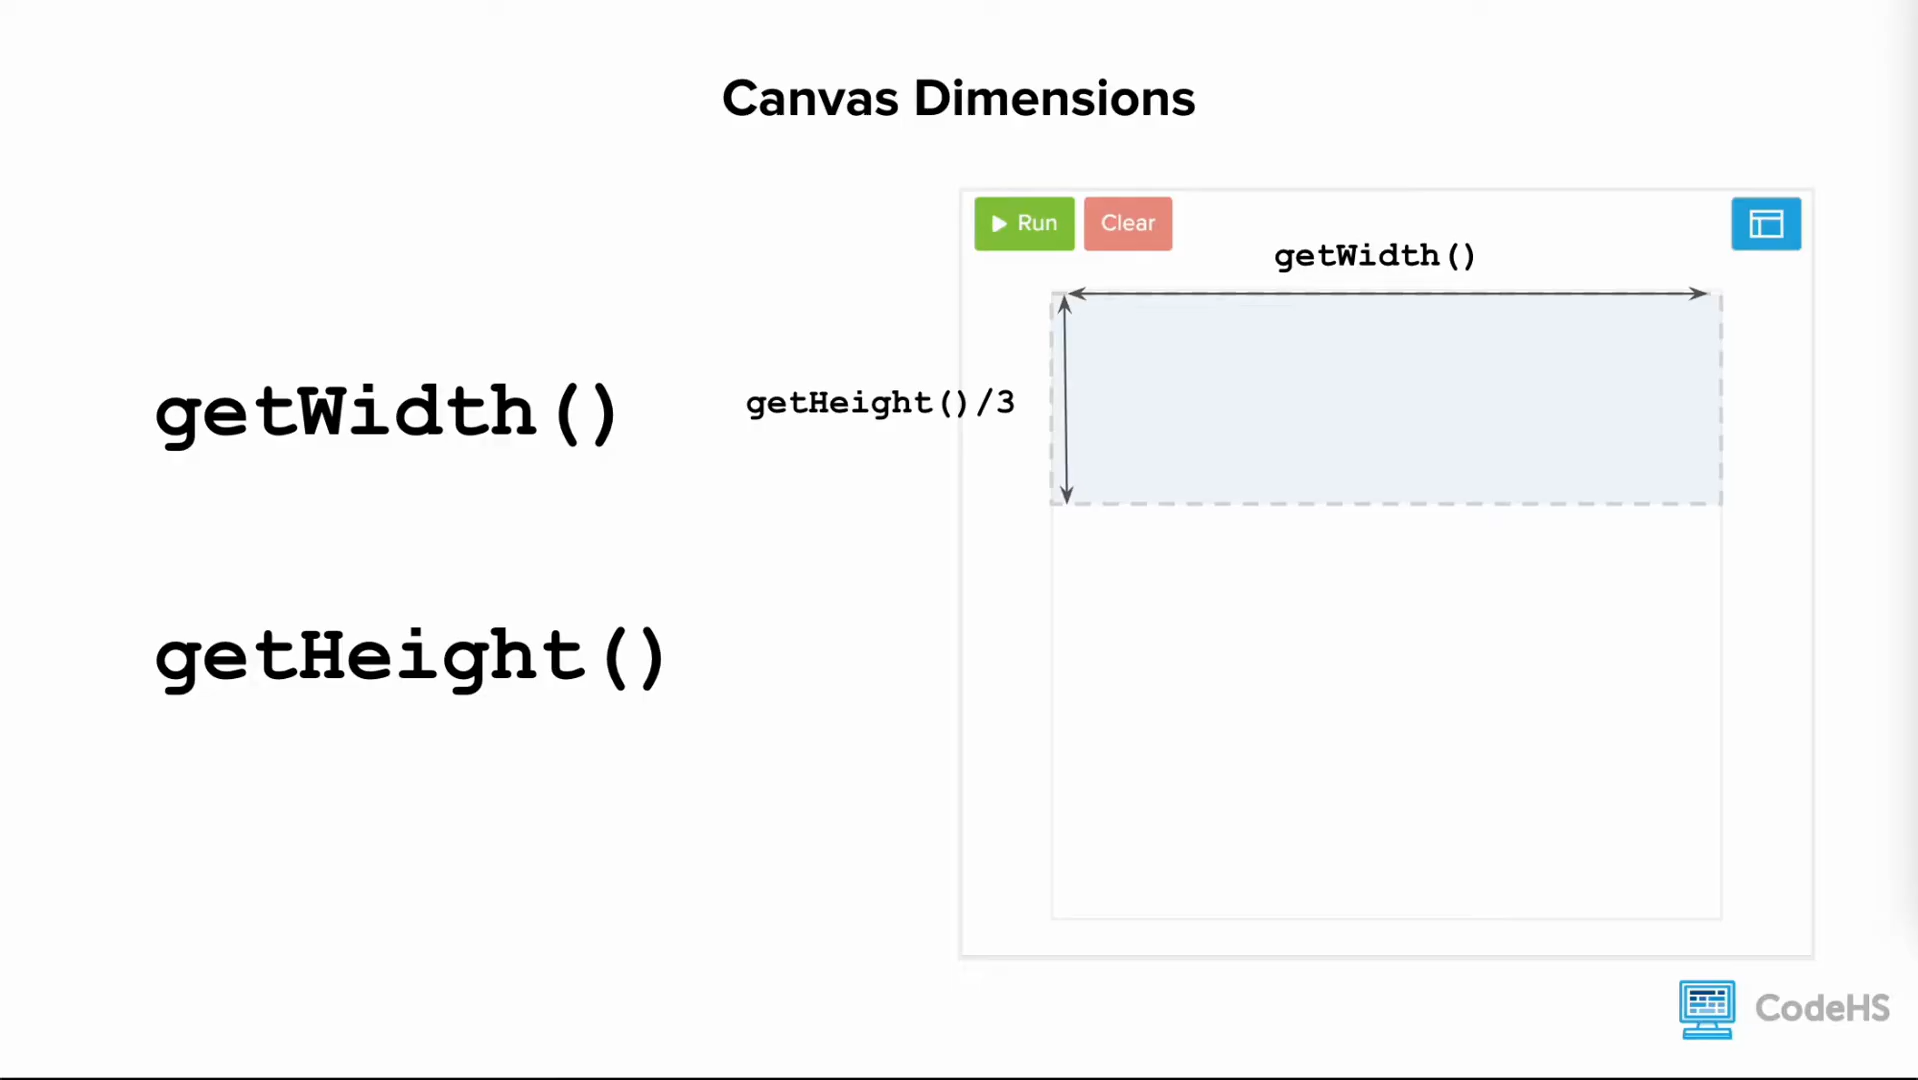 Canvas Dimensions
Run
Clear
getWidth()
getWidth()
getHeight()/3
getHeight()
CodeHS